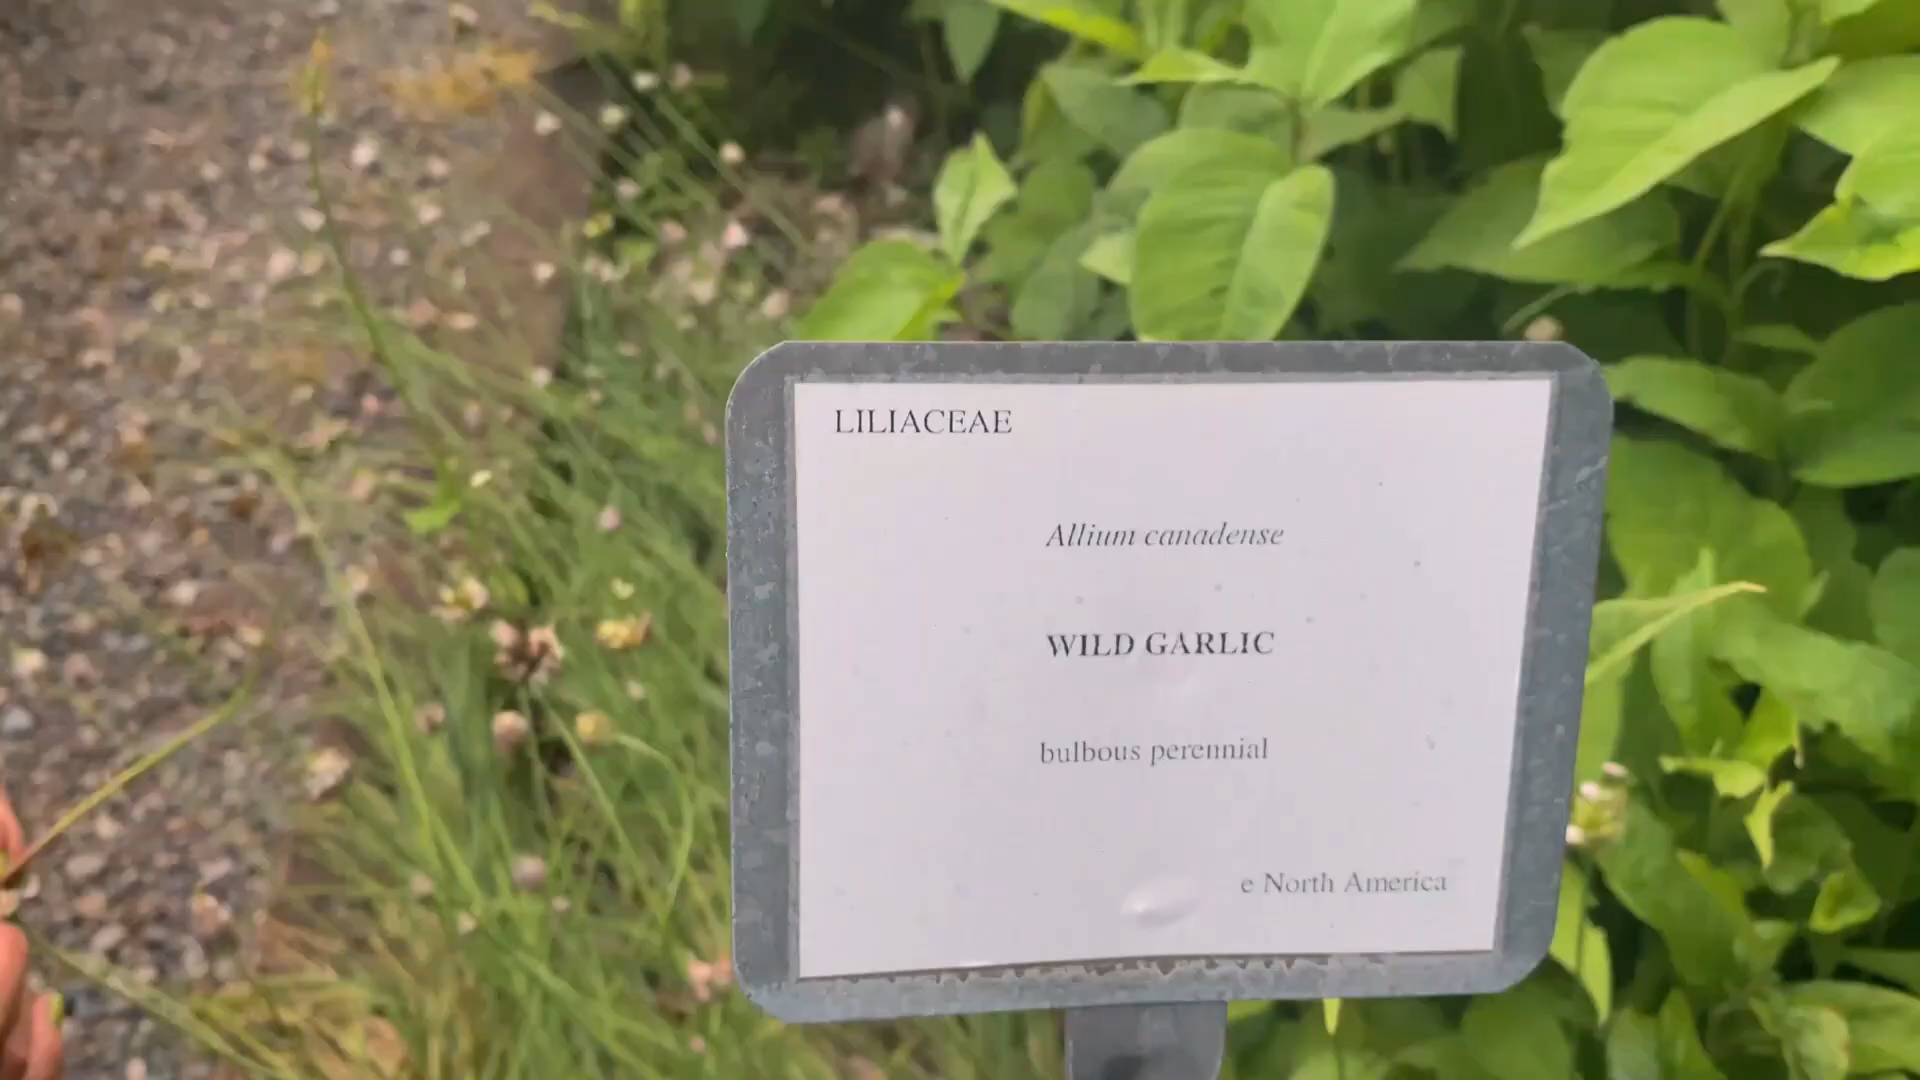 LILIACEAE
Allium canadense
WILD GARLIC
bulbous perennial
e North America